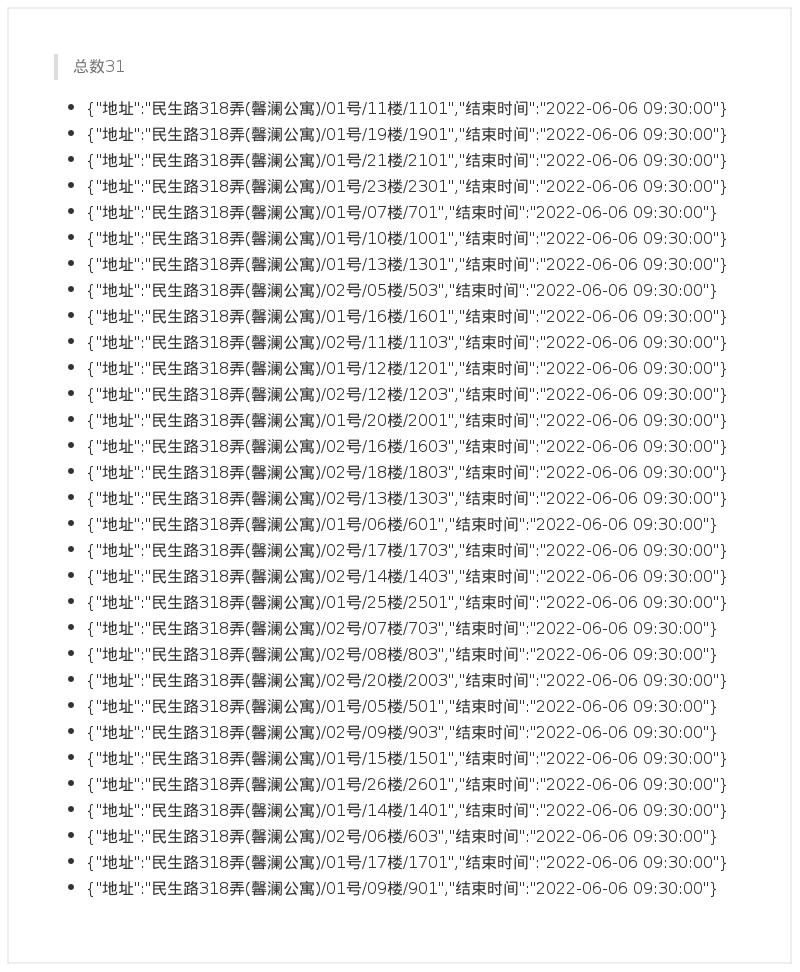 总数31
{"地址":"民生路318弄(馨澜公寓)/01号/11楼/1101","结束时间":"2022-06-06 09:30:00"}
{"地址":"民生路318弄(馨澜公寓)/01号/19楼/1901","结束时间":"2022-06-06 09:30:00"}
{"地址":"民生路318弄(馨澜公寓)/01号/21楼/2101","结束时间":"2022-06-06 09:30:00"}
{"地址":"民生路318弄(馨澜公寓)/01号/23楼/2301","结束时间":"2022-06-06 09:30:00"}
{"地址":"民生路318弄(馨澜公寓)/01号/07楼/701","结束时间":"2022-06-06 09:30:00"}
{"地址":"民生路318弄(馨澜公寓)/01号/10楼/1001","结束时间":"2022-06-06 09:30:00"}
{"地址":"民生路318弄(馨澜公寓)/01号/13楼/1301","结束时间":"2022-06-06 09:30:00"}
{"地址":"民生路318弄(馨澜公寓)/02号/05楼/503","结束时间":"2022-06-06 09:30:00"}
{"地址":"民生路318弄(馨澜公寓)/01号/16楼/1601","结束时间":"2022-06-06 09:30:00"}
{"地址":"民生路318弄(馨澜公寓)/02号/11楼/1103","结束时间":"2022-06-06 09:30:00"}
{"地址":"民生路318弄(馨澜公寓)/01号/12楼/1201","结束时间":"2022-06-06 09:30:00"}
{"地址":"民生路318弄(馨澜公寓)/02号/12楼/1203","结束时间":"2022-06-06 09:30:00"}
{"地址":"民生路318弄(馨澜公寓)/01号/20楼/2001","结束时间":"2022-06-06 09:30:00"}
{"地址":"民生路318弄(馨澜公寓)/02号/16楼/1603","结束时间":"2022-06-06 09:30:00"}
{"地址":"民生路318弄(馨澜公寓)/02号/18楼/1803","结束时间":"2022-06-06 09:30:00"}
{"地址":"民生路318弄(馨澜公寓)/02号/13楼/1303","结束时间":"2022-06-06 09:30:00"}
{"地址":"民生路318弄(馨澜公寓)/01号/06楼/601","结束时间":"2022-06-06 09:30:00"}
{"地址":"民生路318弄(馨澜公寓)/02号/17楼/1703","结束时间":"2022-06-06 09:30:00"}
{"地址":"民生路318弄(馨澜公寓)/02号/14楼/1403","结束时间":"2022-06-06 09:30:00"}
{"地址":"民生路318弄(馨澜公寓)/01号/25楼/2501","结束时间":"2022-06-06 09:30:00"}
{"地址":"民生路318弄(馨澜公寓)/02号/07楼/703","结束时间":"2022-06-06 09:30:00"}
{"地址":"民生路318弄(馨澜公寓)/02号/08楼/803","结束时间":"2022-06-06 09:30:00"}
{"地址":"民生路318弄(馨澜公寓)/02号/20楼/2003","结束时间":"2022-06-06 09:30:00"}
{"地址":"民生路318弄(馨澜公寓)/01号/05楼/501","结束时间":"2022-06-06 09:30:00"}
{"地址":"民生路318弄(馨澜公寓)/02号/09楼/903","结束时间":"2022-06-06 09:30:00"}
{"地址":"民生路318弄(馨澜公寓)/01号/15楼/1501","结束时间":"2022-06-06 09:30:00"}
{"地址":"民生路318弄(馨澜公寓)/01号/26楼/2601","结束时间":"2022-06-06 09:30:00"}
{"地址":"民生路318弄(馨澜公寓)/01号/14楼/1401","结束时间":"2022-06-06 09:30:00"}
{"地址":"民生路318弄(馨澜公寓)/02号/06楼/603","结束时间":"2022-06-06 09:30:00"}
{"地址":"民生路318弄(馨澜公寓)/01号/17楼/1701","结束时间":"2022-06-06 09:30:00"}
{"地址":"民生路318弄(馨澜公寓)/01号/09楼/901","结束时间":"2022-06-06 09:30:00"}